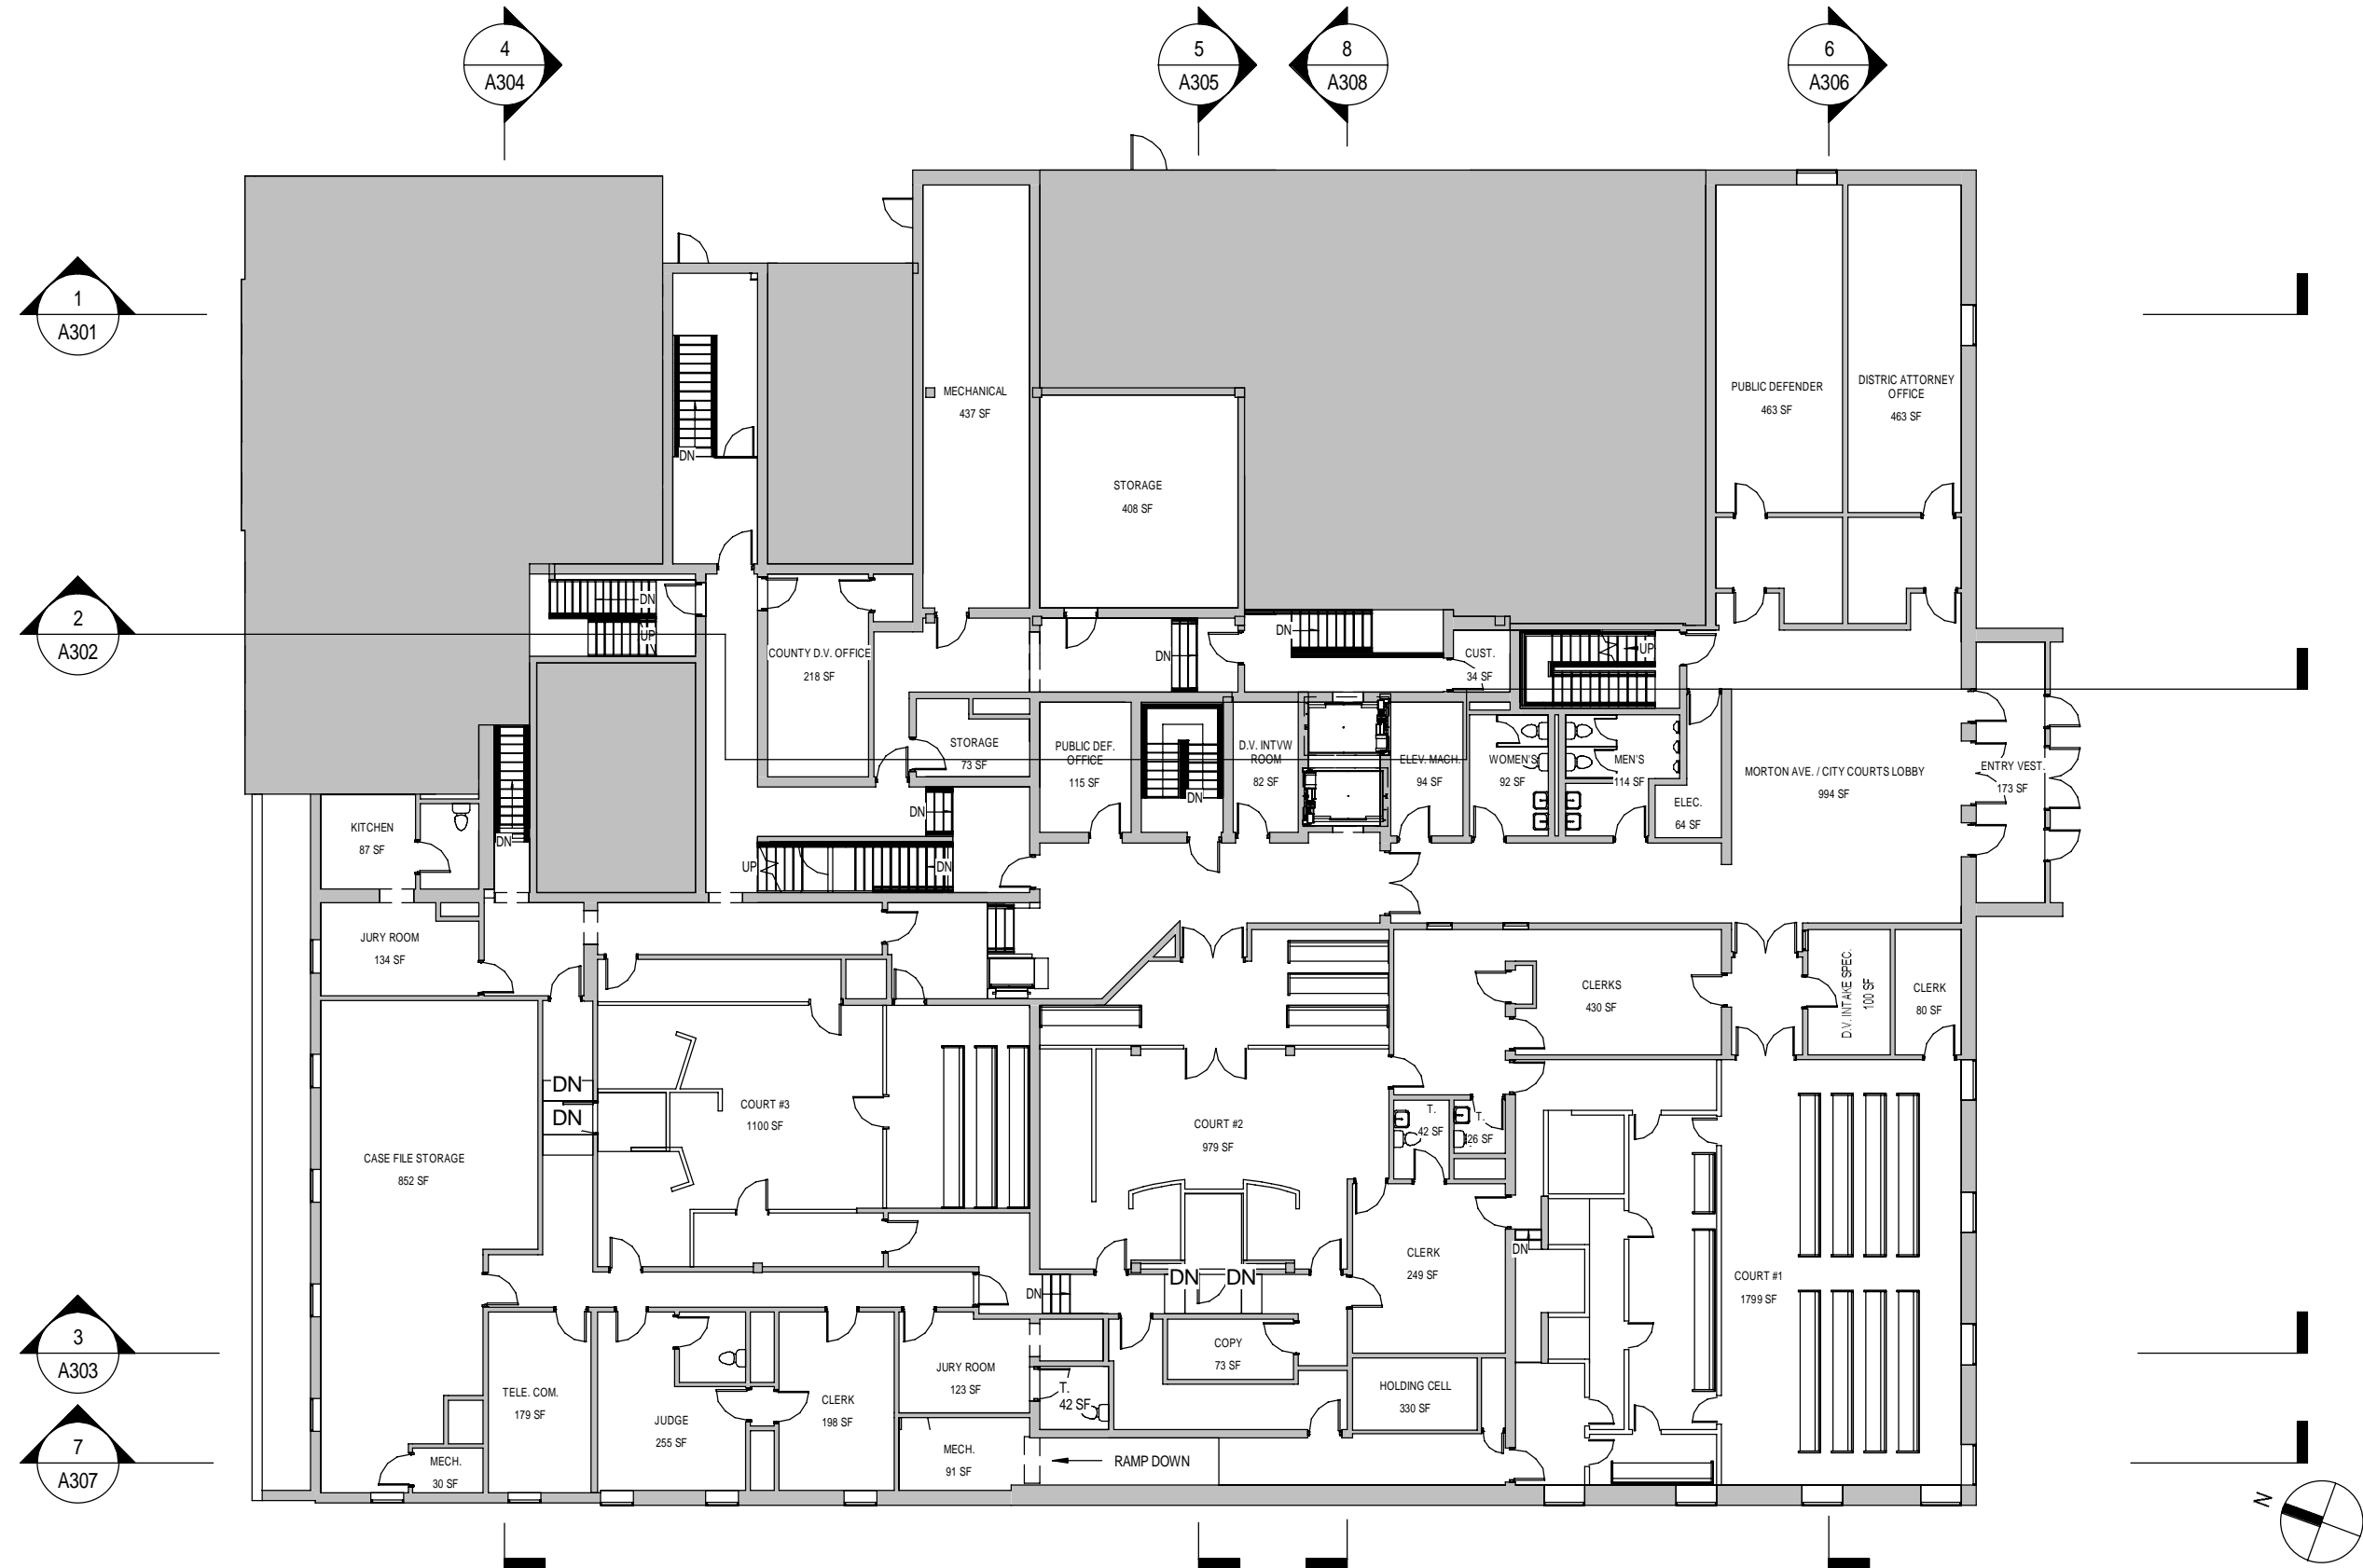 4
A304
5
A305
8
A308
6
A306
1
A301
MECHANICAL
437 SF
PUBLIC DEFENDER
463 SF
DISTRIC ATTORNEY
OFFICE
463 SF
DN
STORAGE
408 SF
2
A302
DN
UP
COUNTY D.V. OFFICE
218 SF
DN
DN
CUST.
34 SF
UP
STORAGE
73 SF
PUBLIC DEF.
OFFICE
115 SF
DN
D.V. INTVW
ROOM
82 SF
ELEV. MACH.
94 SF
WOMEN'S
92 SF
MEN'S
114 SF
ELEC.
64 SF
MORTON AVE. / CITY COURTS LOBBY
994 SF
ENTRY VEST.
173 SF
KITCHEN
87 SF
DN
DN
UP
DN
JURY ROOM
134 SF
CLERKS
430 SF
D.V. INTAKE SPEC.
100 SF
CLERK
80 SF
DN
DN
COURT #3
1100 SF
COURT #2
979 SF
T.
42 SF
T.
26 SF
CASE FILE STORAGE
852 SF
DN
CLERK
249 SF
COURT #1
1799 SF
DN
DN
DN
3
A303
COPY
73 SF
JURY ROOM
123 SF
T.
42 SF
HOLDING CELL
330 SF
TELE. COM.
179 SF
JUDGE
255 SF
CLERK
198 SF
7
A307
MECH.
30 SF
MECH.
91 SF
RAMP DOWN
N